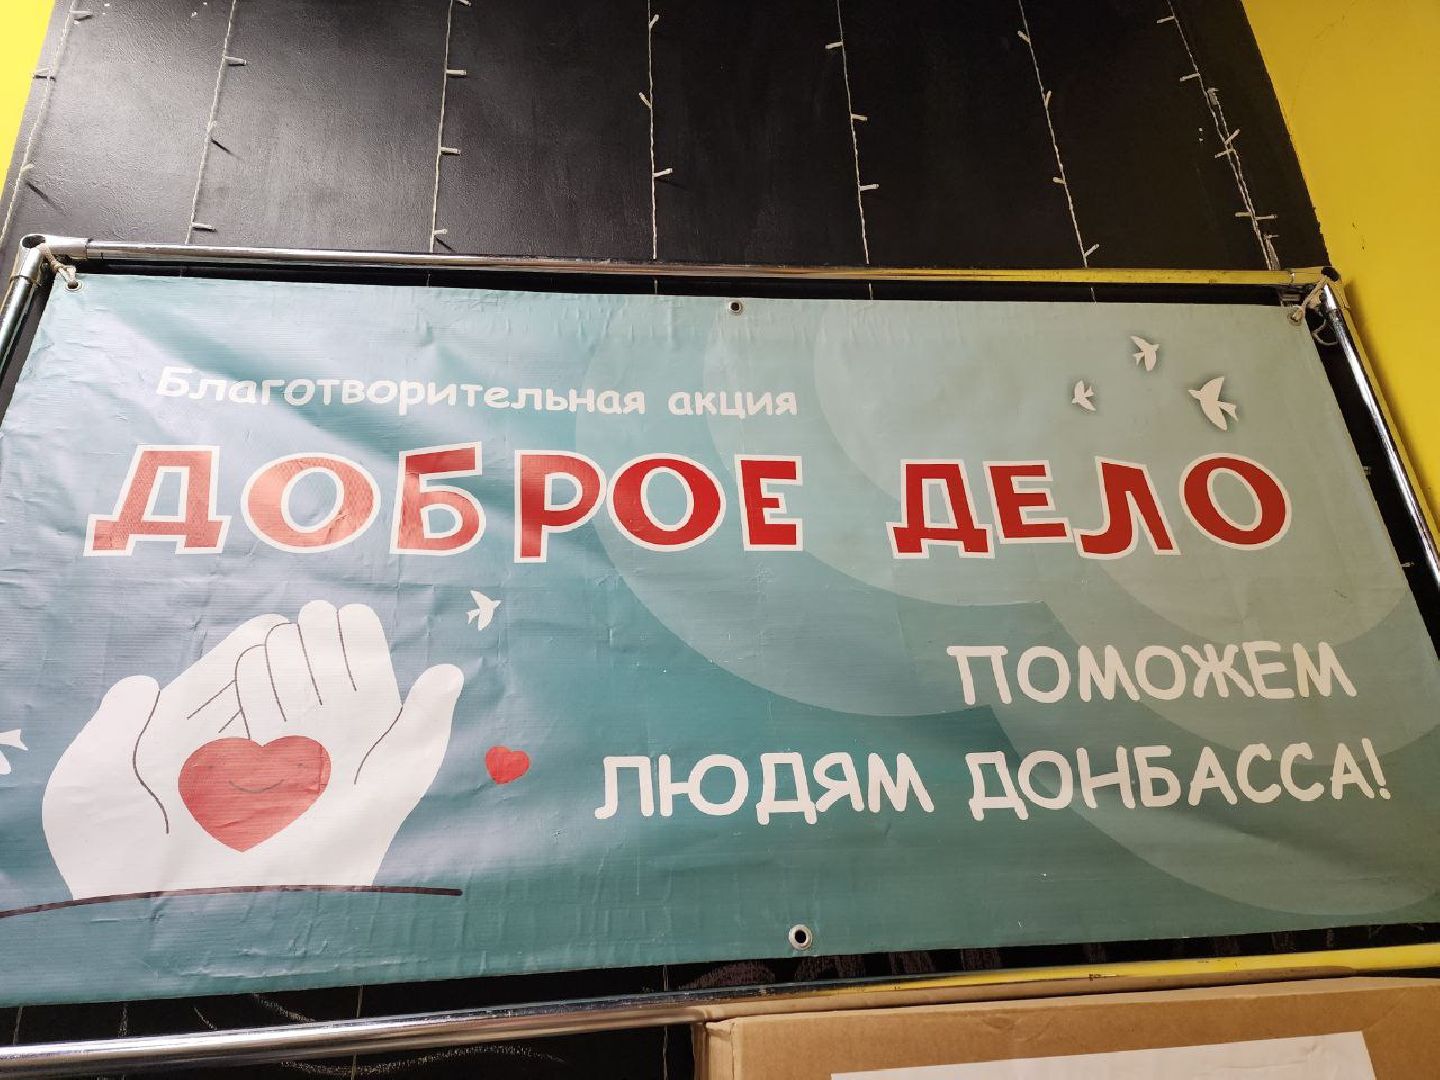 Благотворительная акция
ДОБРОЕ ДЕЛО
ПОМОЖЕМ
ЛЮДЯМ ДОНБАССА!